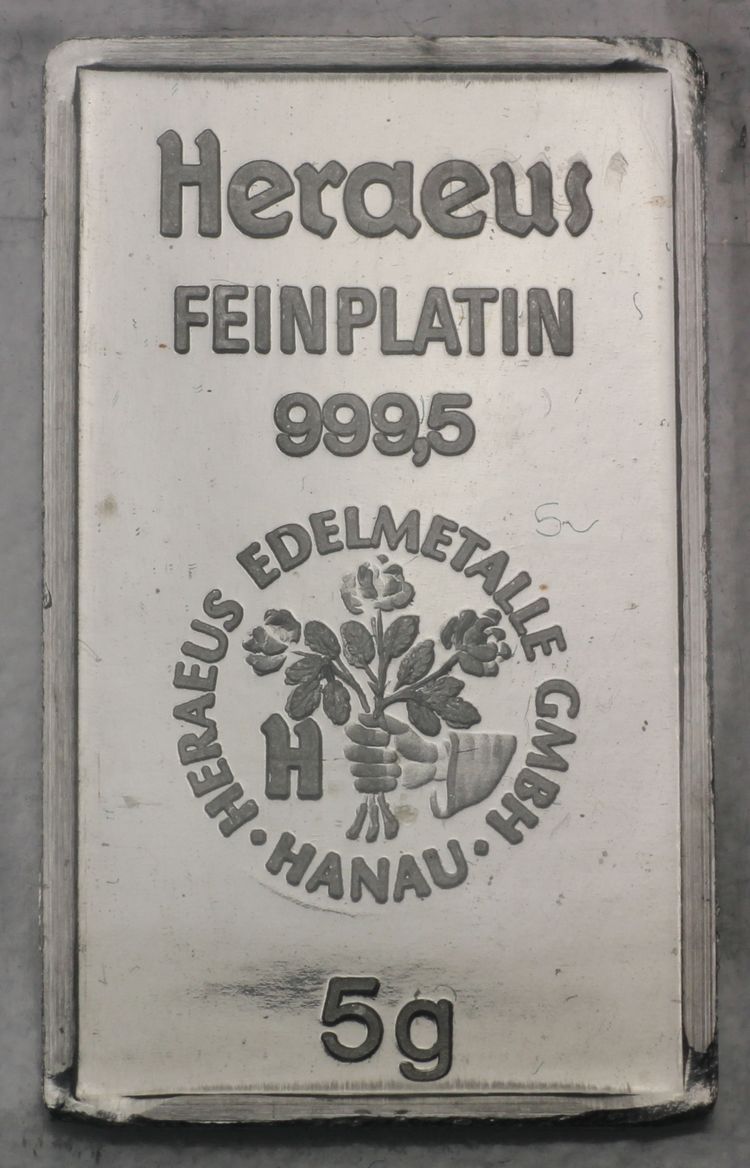 Heraeus
FEINPLATIN
999,5
HERAEUS EDELMETALLE GMBH
H
• HANAU •
5g